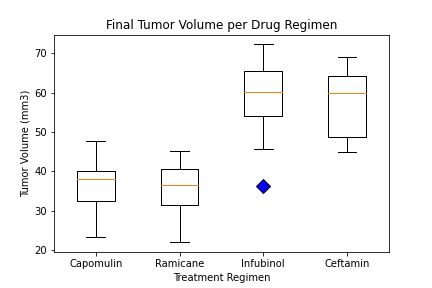 Final Tumor Volume per Drug Regimen
Tumor Volume (mm3)
70
60
50
40
30
20
Capomulin Ramicane Infubinol Ceftamin
Treatment Regimen